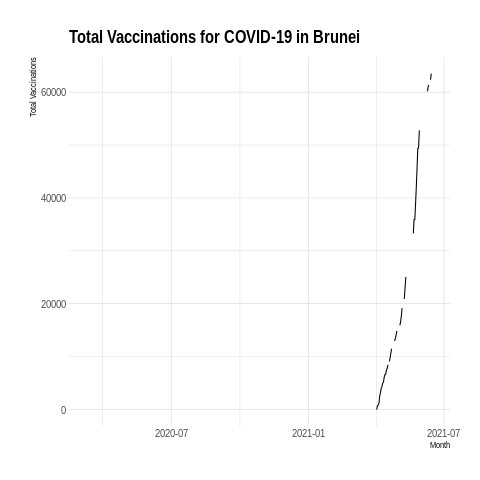 Total Vaccinations for COVID-19 in Brunei
Total Vaccinations
60000
40000
20000
0
2020-07
2021-01
2021-07
Month